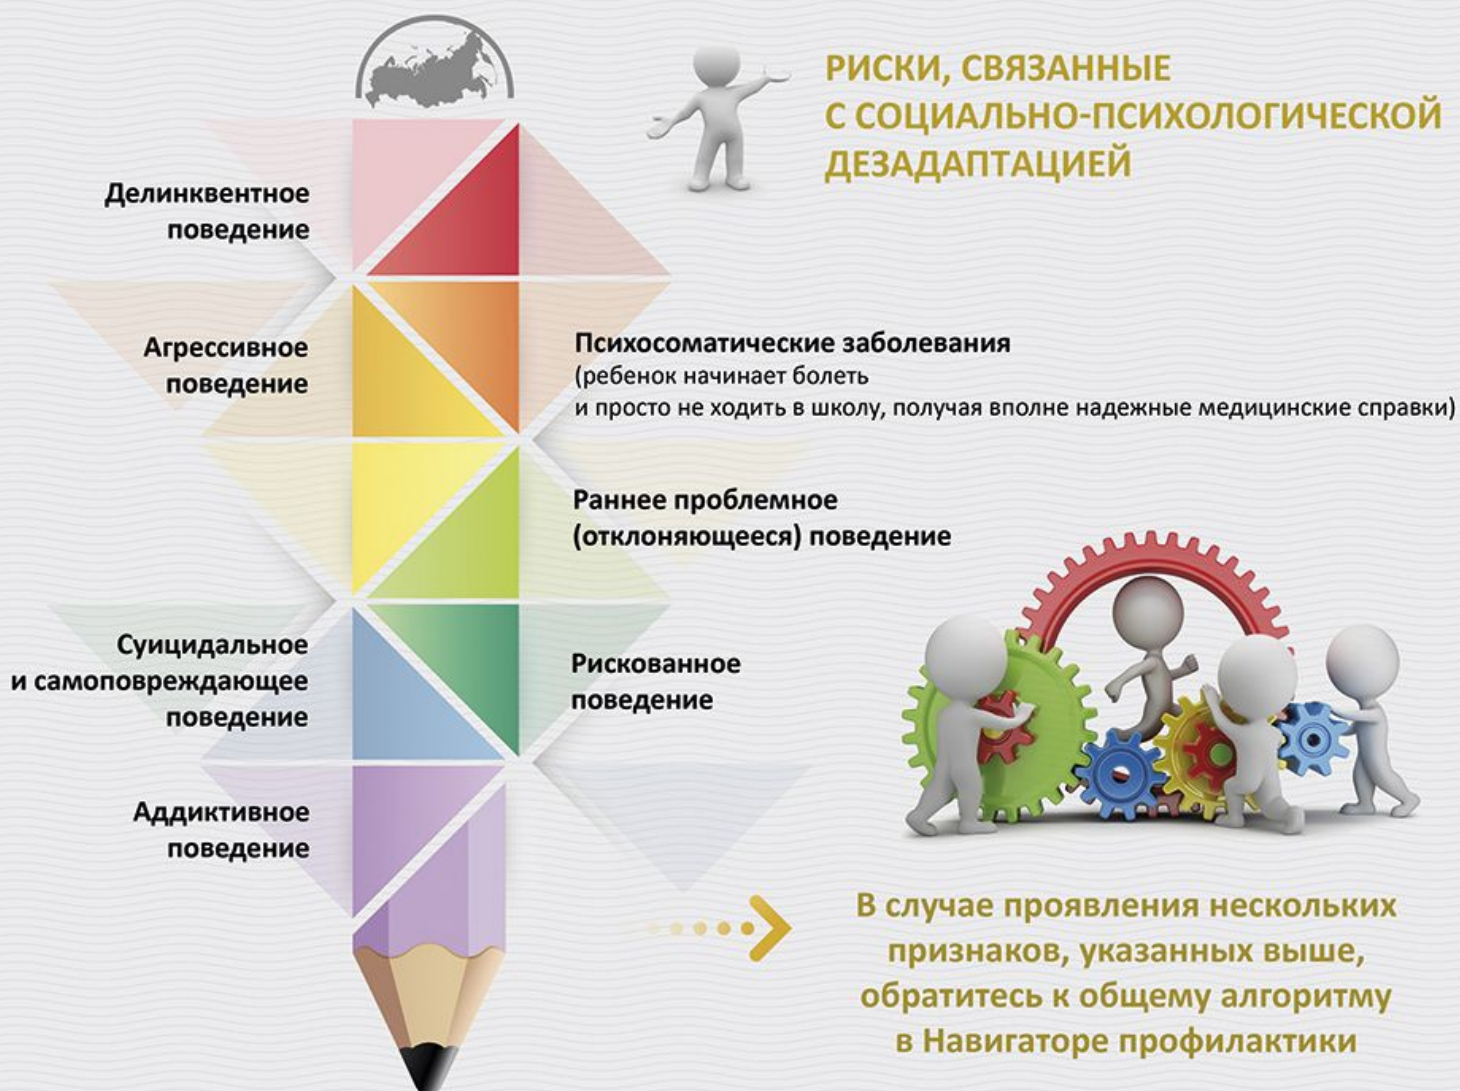 РИСКИ, СВЯЗАННЫЕ
С СОЦИАЛЬНО-ПСИХОЛОГИЧЕСКОЙ
ДЕЗАДАПТАЦИЕЙ
Делинквентное
поведение
Агрессивное
поведение
Психосоматические заболевания
(ребенок начинает болеть
и просто не ходить в школу, получая вполне надежные медицинские справки)
Раннее проблемное
(отклоняющееся) поведение
Суицидальное
и самоповреждающее
поведение
Рискованное
поведение
Аддиктивное
поведение
В случае проявления нескольких
признаков, указанных выше,
обратитесь к общему алгоритму
в Навигаторе профилактики